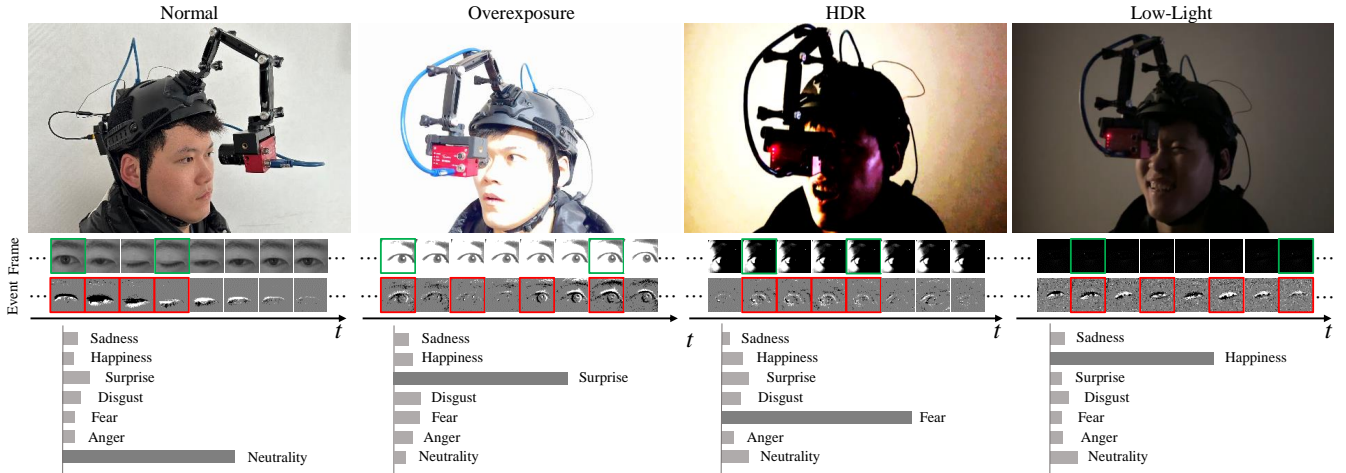 Normal
Overexposure
HDR
Low-Light
Frame
Event
... ... ... ... ... ... ...
... ... ... ... ... ... ... ...
t
t
t
t
Sadness
Happiness
Surprise
Disgust
Fear
Anger
Neutrality
Sadness
Happiness
Surprise
Disgust
Fear
Anger
Neutrality
Sadness
Happiness
Surprise
Disgust
Fear
Anger
Neutrality
Sadness
Happiness
Surprise
Disgust
Fear
Anger
Neutrality